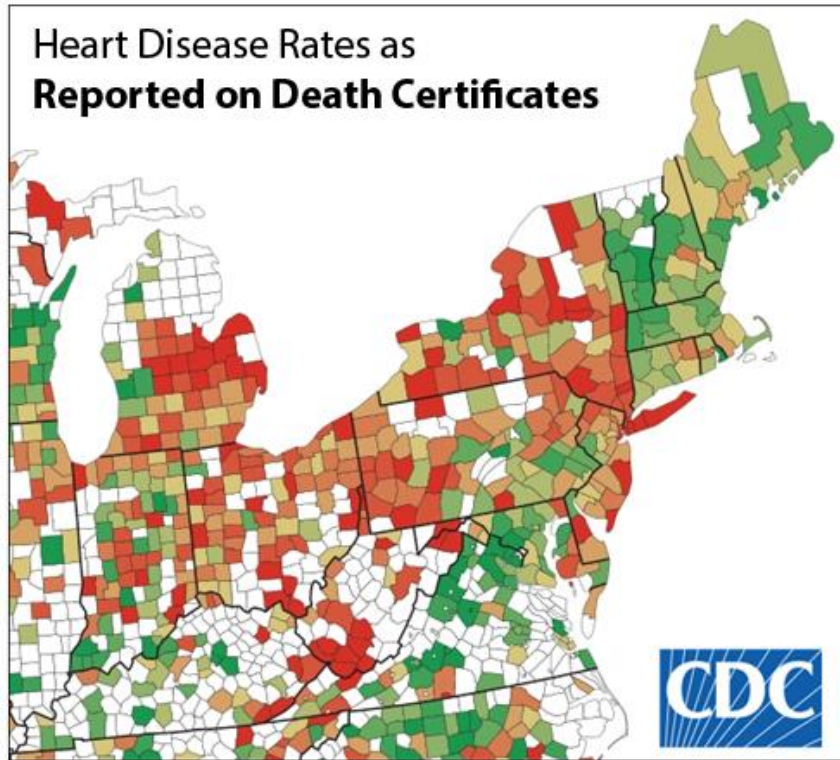 Heart Disease Rates as
Reported on Death Certificates
CDC